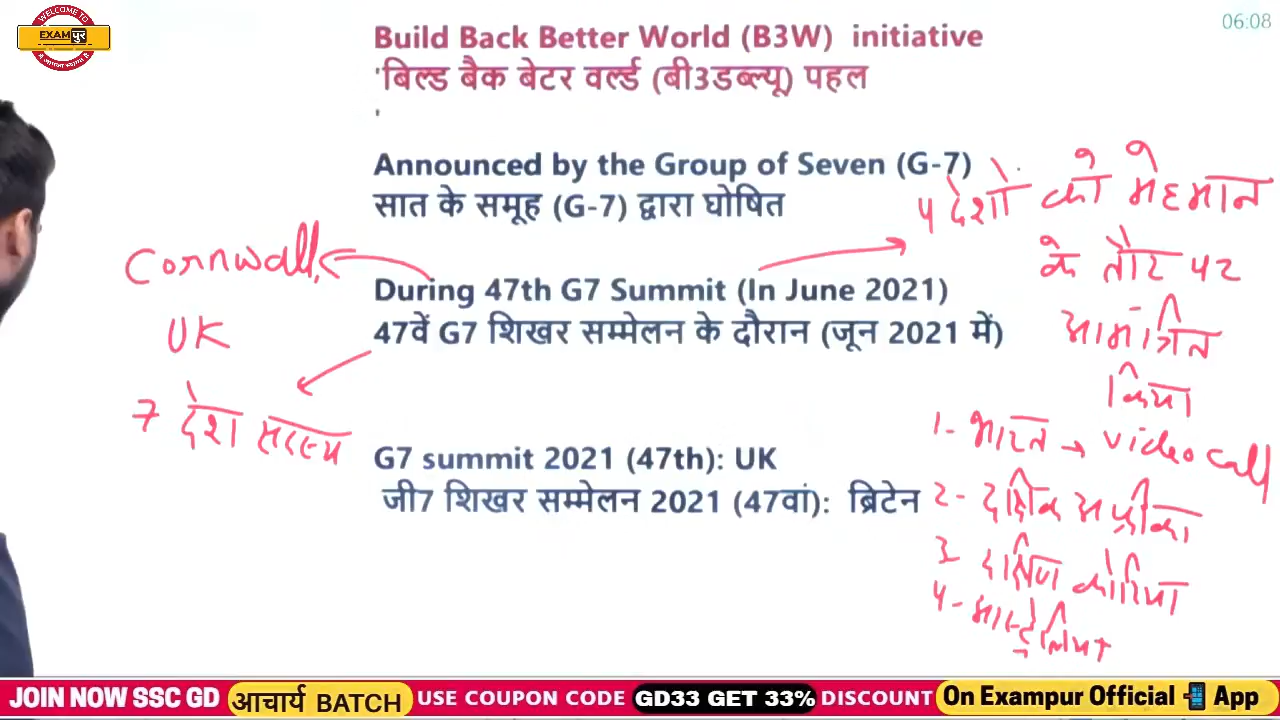 WELCOME TO
EXAMपुर
06:08
Build Back Better World (B3W) initiative
'बिल्ड बैक बेटर वर्ल्ड (बी3डब्ल्यू) पहल
'
Announced by the Group of Seven (G-7)
सात के समूह (G-7) द्वारा घोषित
During 47th G7 Summit (In June 2021)
47वें G7 शिखर सम्मेलन के दौरान (जून 2021 में)
G7 summit 2021 (47th): UK
जी7 शिखर सम्मेलन 2021 (47वां): ब्रिटेन
Cornwall,
UK
7 देश सदस्य
4 देशों को मेहमान
के तौर पर
आमंत्रित
किया
1- भारत → video call
2- दक्षिण अफ्रीका
3 दक्षिण कोरिया
4- आस्ट्रेलिया
JOIN NOW SSC GD आचार्य BATCH USE COUPON CODE GD33 GET 33% DISCOUNT On Exampur Official App